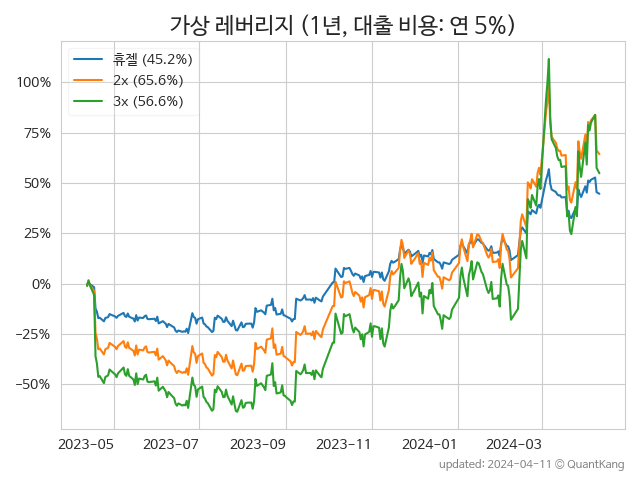 가상 레버리지 (1년, 대출 비용: 연 5%)
휴젤 (45.2%)
2x (65.6%)
3x (56.6%)
100%
75%
50%
25%
0%
−25%
−50%
2023-05 2023-07 2023-09 2023-11 2024-01 2024-03
updated: 2024-04-11 © QuantKang